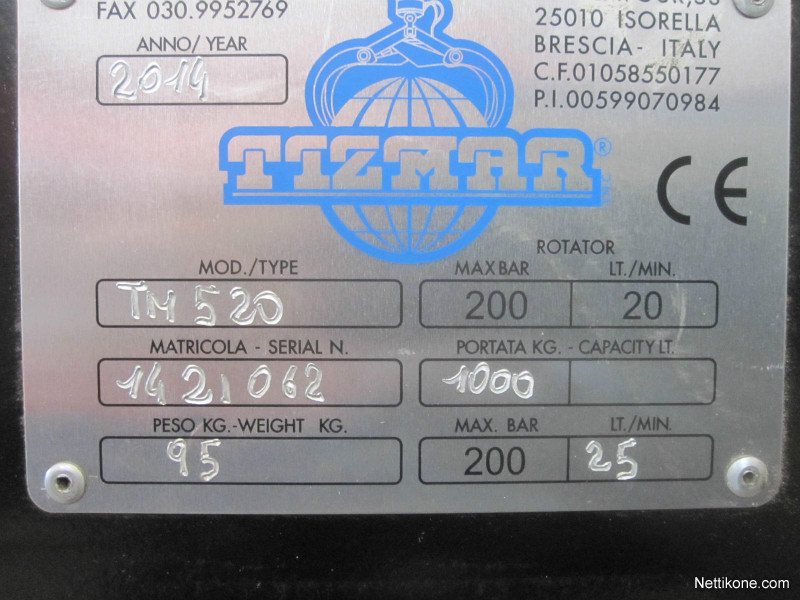 FAX 030.9952769
25010 ISORELLA
BRESCIA- ITALY
C.F.01058550177
P.I.00599070984
ANNO/ YEAR
2014
TIZMAR®
CE
ROTATOR
MOD./TYPE
MAX BAR LT./MIN.
TM 520
200 20
MATRICOLA - SERIAL N.
PORTATA KG. - CAPACITY LT.
1421062
1000
PESO KG.-WEIGHT KG.
MAX. BAR LT./MIN.
95
200 25
Nettikone.com